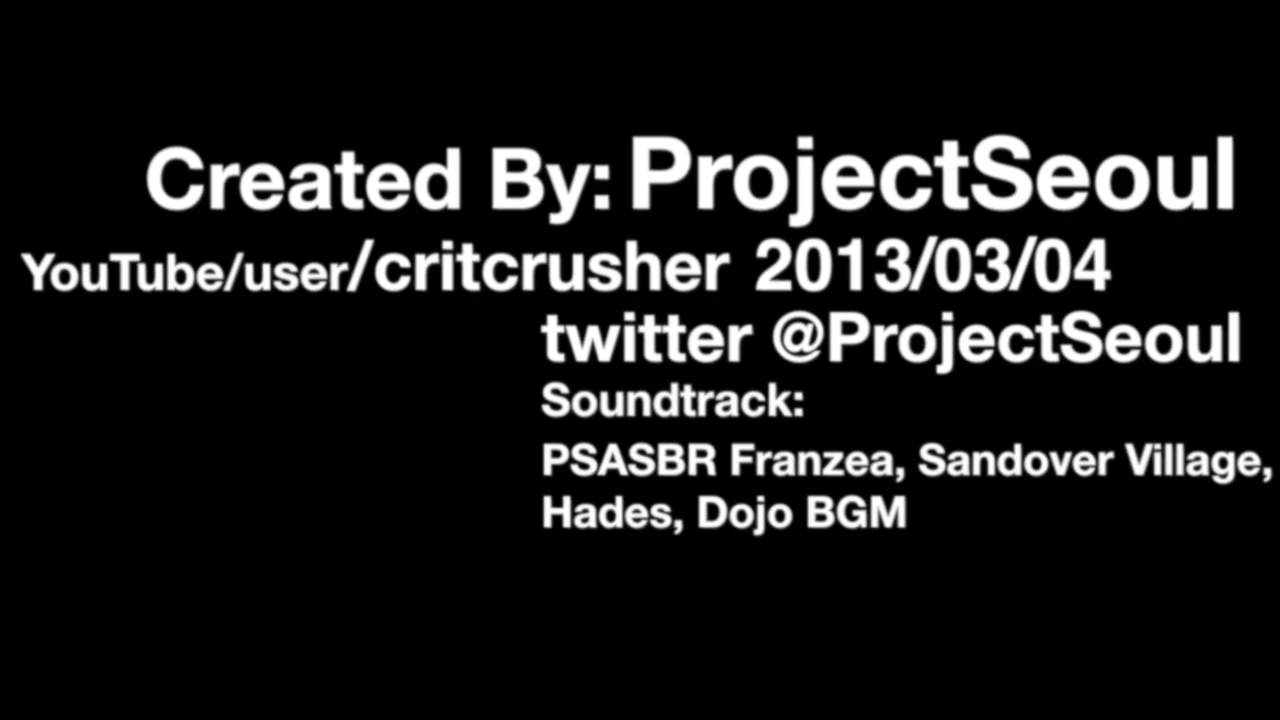 Created By: ProjectSeoul
YouTube/user/critcrusher 2013/03/04
twitter @ProjectSeoul
Soundtrack:
PSASBR Franzea, Sandover Village,
Hades, Dojo BGM